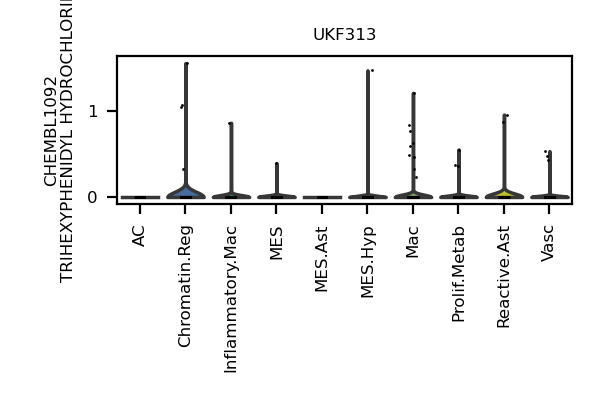 UKF313
CHEMBL1092
TRIHEXYPHENIDYL
1
0
AC
Chromatin.Reg
Inflammatory.Mac
MES
MES.Ast
MES.Hyp
Mac
Prolif.Metab
Reactive.Ast
Vasc